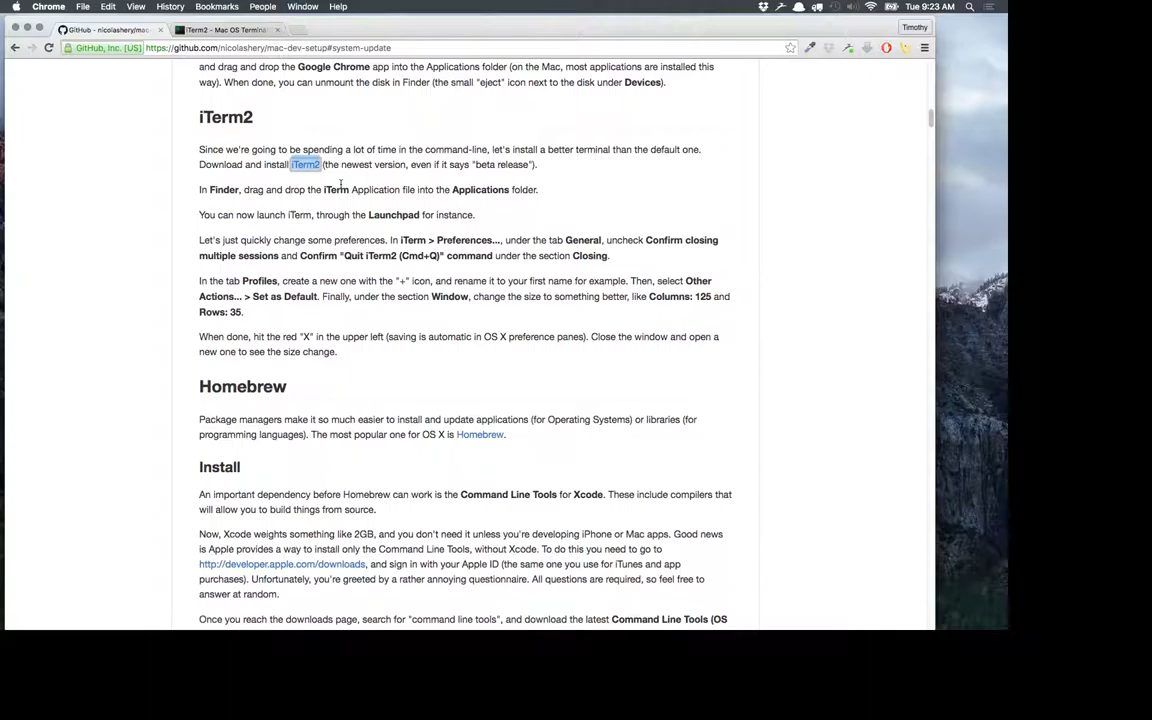 Chrome File Edit View History Bookmarks People Window Help Tue 9:23 AM
GitHub - nicolashery/mac- iTerm2 - Mac OS Termina Timothy
GitHub, Inc. [US] https://github.com/nicolashery/mac-dev-setup#system-update
and drag and drop the Google Chrome app into the Applications folder (on the Mac, most applications are installed this
way). When done, you can unmount the disk in Finder (the small "eject" icon next to the disk under Devices).
iTerm2
Since we're going to be spending a lot of time in the command-line, let's install a better terminal than the default one.
Download and install iTerm2 (the newest version, even if it says "beta release").
In Finder, drag and drop the iTerm Application file into the Applications folder.
You can now launch iTerm, through the Launchpad for instance.
Let's just quickly change some preferences. In iTerm > Preferences..., under the tab General, uncheck Confirm closing
multiple sessions and Confirm "Quit iTerm2 (Cmd+Q)" command under the section Closing.
In the tab Profiles, create a new one with the "+" icon, and rename it to your first name for example. Then, select Other
Actions... > Set as Default. Finally, under the section Window, change the size to something better, like Columns: 125 and
Rows: 35.
When done, hit the red "X" in the upper left (saving is automatic in OS X preference panes). Close the window and open a
new one to see the size change.
Homebrew
Package managers make it so much easier to install and update applications (for Operating Systems) or libraries (for
programming languages). The most popular one for OS X is Homebrew.
Install
An important dependency before Homebrew can work is the Command Line Tools for Xcode. These include compilers that
will allow you to build things from source.
Now, Xcode weights something like 2GB, and you don't need it unless you're developing iPhone or Mac apps. Good news
is Apple provides a way to install only the Command Line Tools, without Xcode. To do this you need to go to
http://developer.apple.com/downloads, and sign in with your Apple ID (the same one you use for iTunes and app
purchases). Unfortunately, you're greeted by a rather annoying questionnaire. All questions are required, so feel free to
answer at random.
Once you reach the downloads page, search for "command line tools", and download the latest Command Line Tools (OS